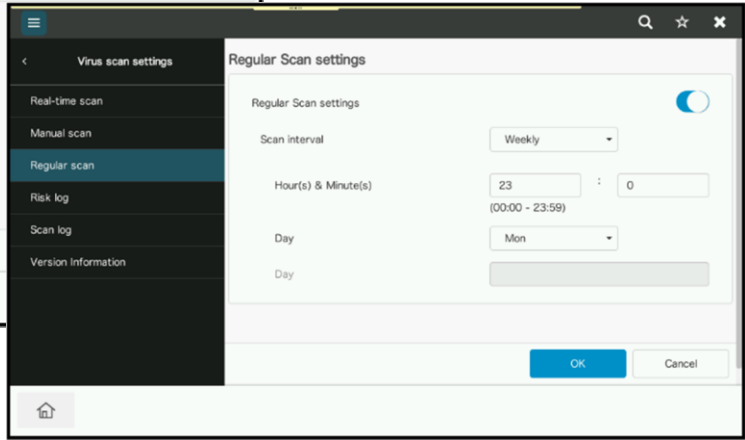 Virus scan settings
Real-time scan
Manual scan
Regular scan
Risk log
Scan log
Version Information
Regular Scan settings
Regular Scan settings
Scan interval Weekly
Hour(s) & Minute(s) 23 : 0
(00:00 - 23:59)
Day Mon
Day
OK Cancel